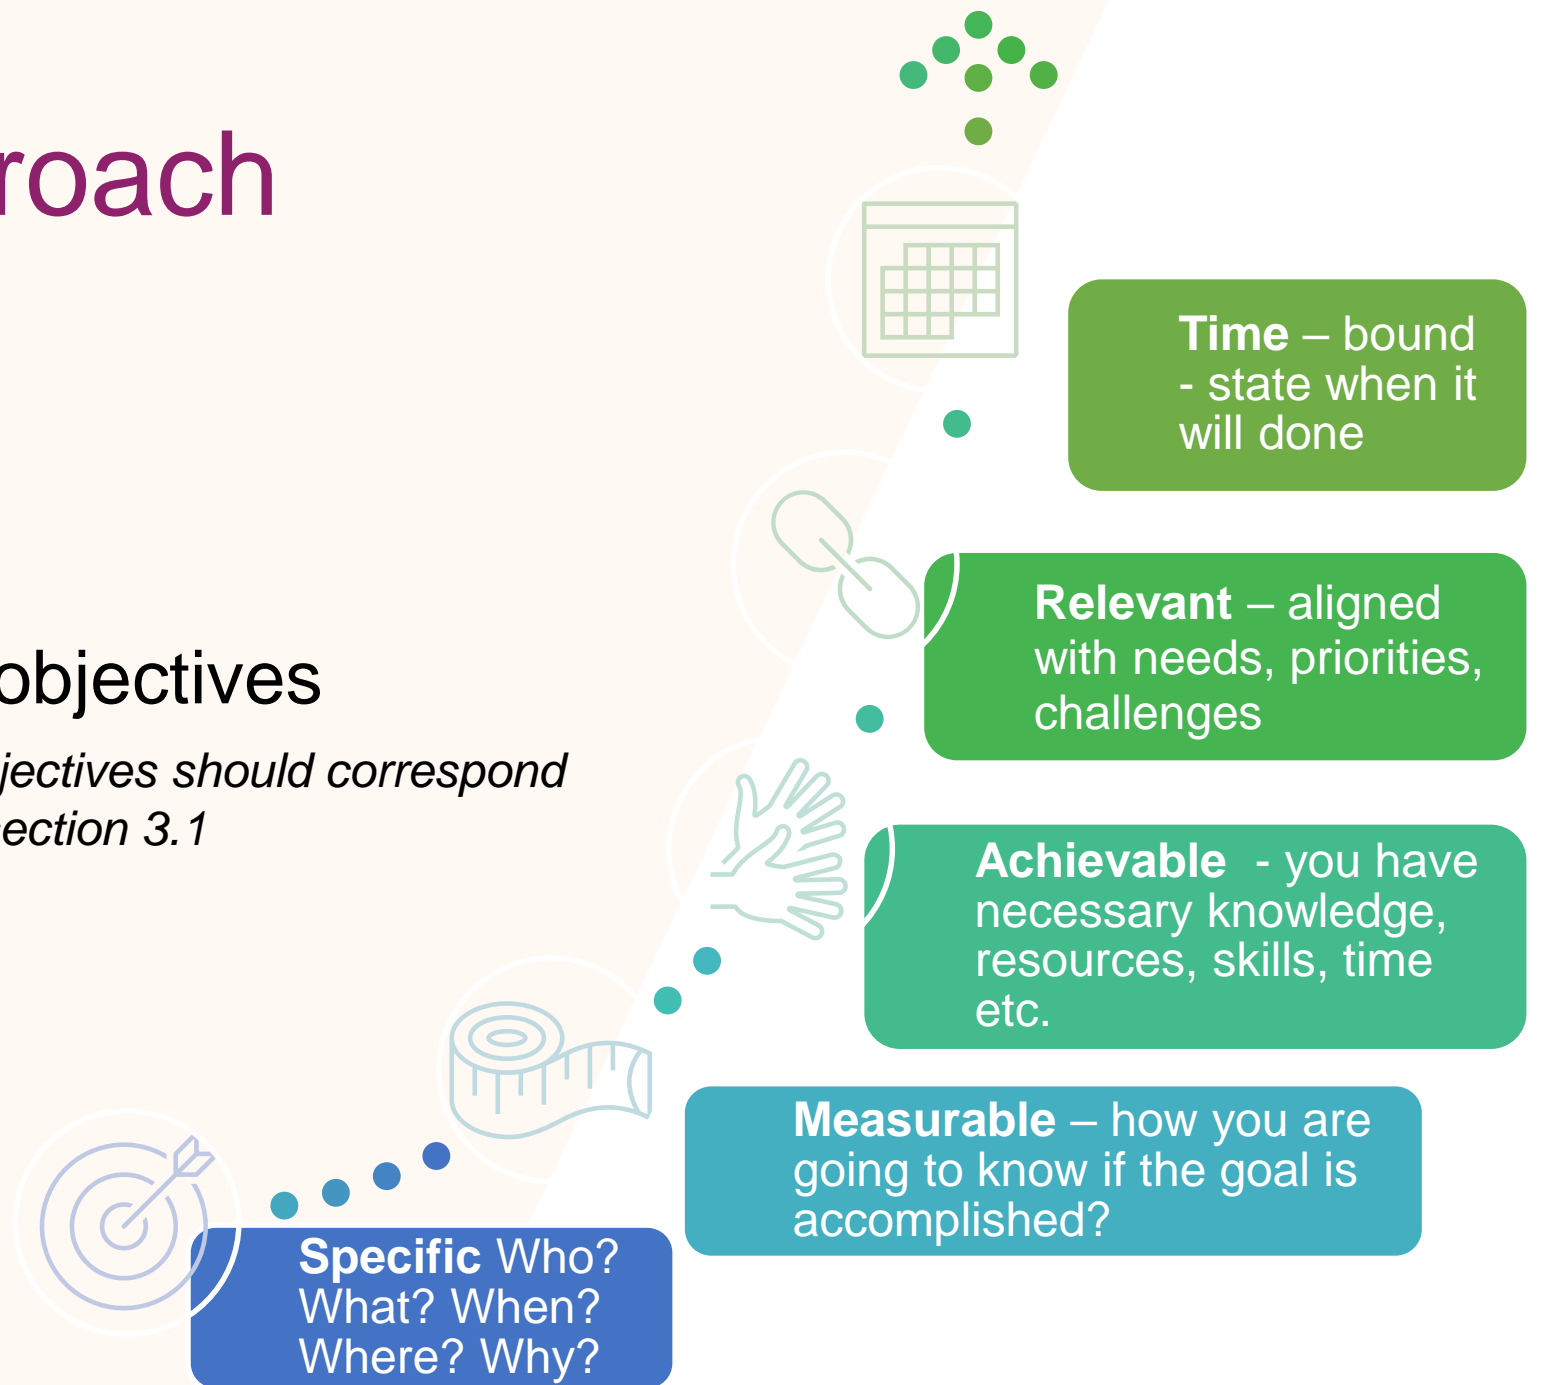 roach
objectives
jectives should correspond
section 3.1
Time – bound
- state when it
will done
Relevant – aligned
with needs, priorities,
challenges
Achievable - you have
necessary knowledge,
resources, skills, time
etc.
Measurable – how you are
going to know if the goal is
accomplished?
Specific Who?
What? When?
Where? Why?